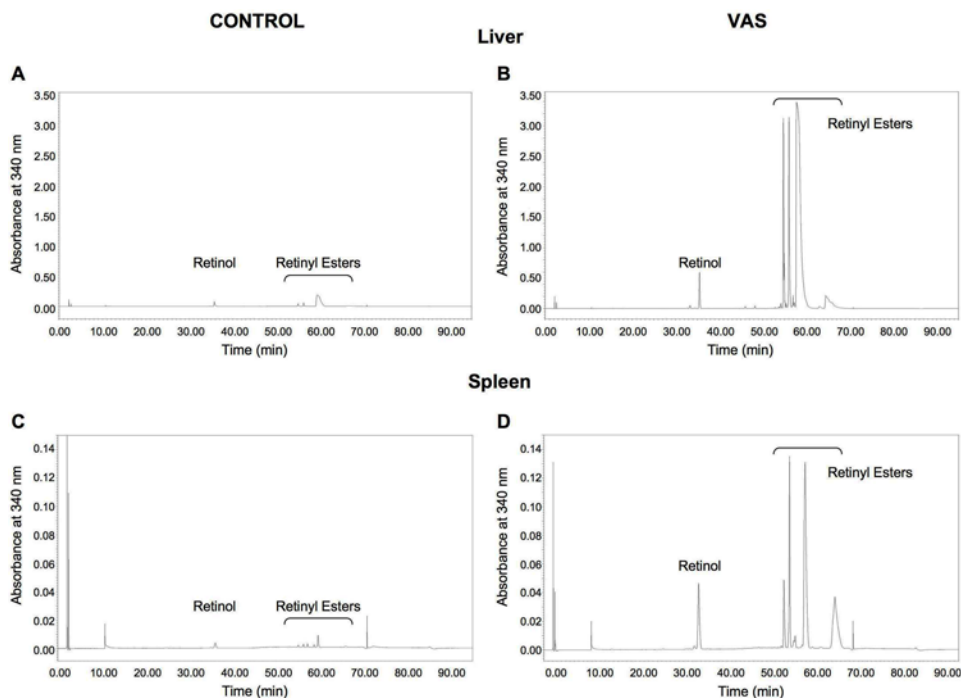 CONTROL
VAS
Liver
A
Absorbance at 340 nm
3.50
3.00
2.50
2.00
1.50
1.00
0.50
0.00
Retinol
Retinyl Esters
0.00 10.00 20.00 30.00 40.00 50.00 60.00 70.00 80.00 90.00
Time (min)
B
Absorbance at 340 nm
3.50
3.00
2.50
2.00
1.50
1.00
0.50
0.00
Retinyl Esters
Retinol
0.00 10.00 20.00 30.00 40.00 50.00 60.00 70.00 80.00 90.00
Time (min)
Spleen
C
Absorbance at 340 nm
0.14
0.12
0.10
0.08
0.06
0.04
0.02
0.00
Retinol
Retinyl Esters
0.00 10.00 20.00 30.00 40.00 50.00 60.00 70.00 80.00 90.00
Time (min)
D
Absorbance at 340 nm
0.14
0.12
0.10
0.08
0.06
0.04
0.02
0.00
Retinyl Esters
Retinol
0.00 10.00 20.00 30.00 40.00 50.00 60.00 70.00 80.00 90.00
Time (min)